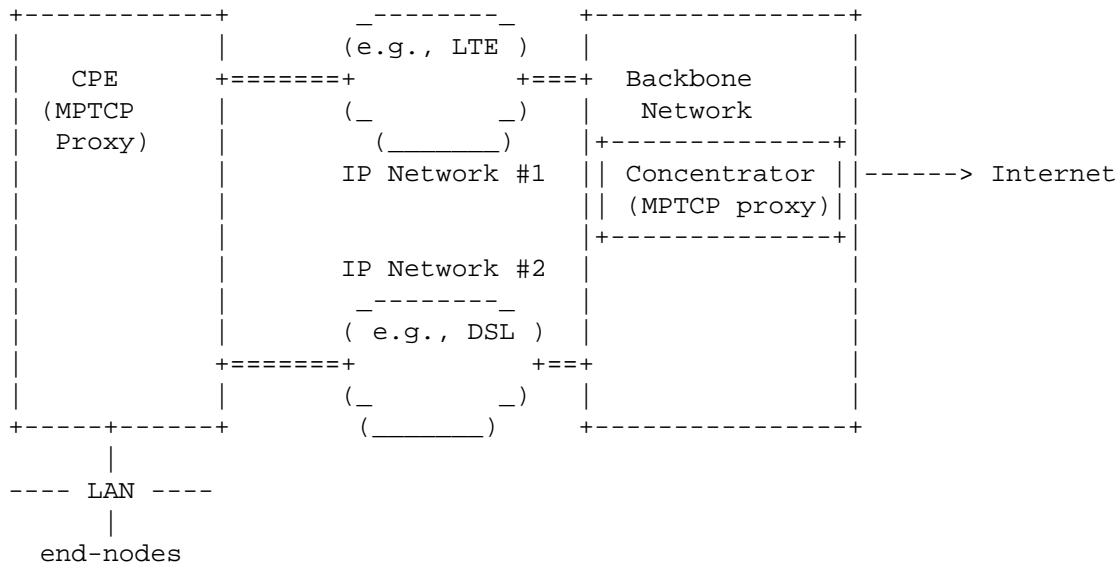 (e.g., LTE )
CPE
Backbone
(MPTCP
Network
Proxy)
IP Network #1
Concentrator
------> Internet
(MPTCP proxy)
IP Network #2
( e.g., DSL )
---- LAN ----
end-nodes